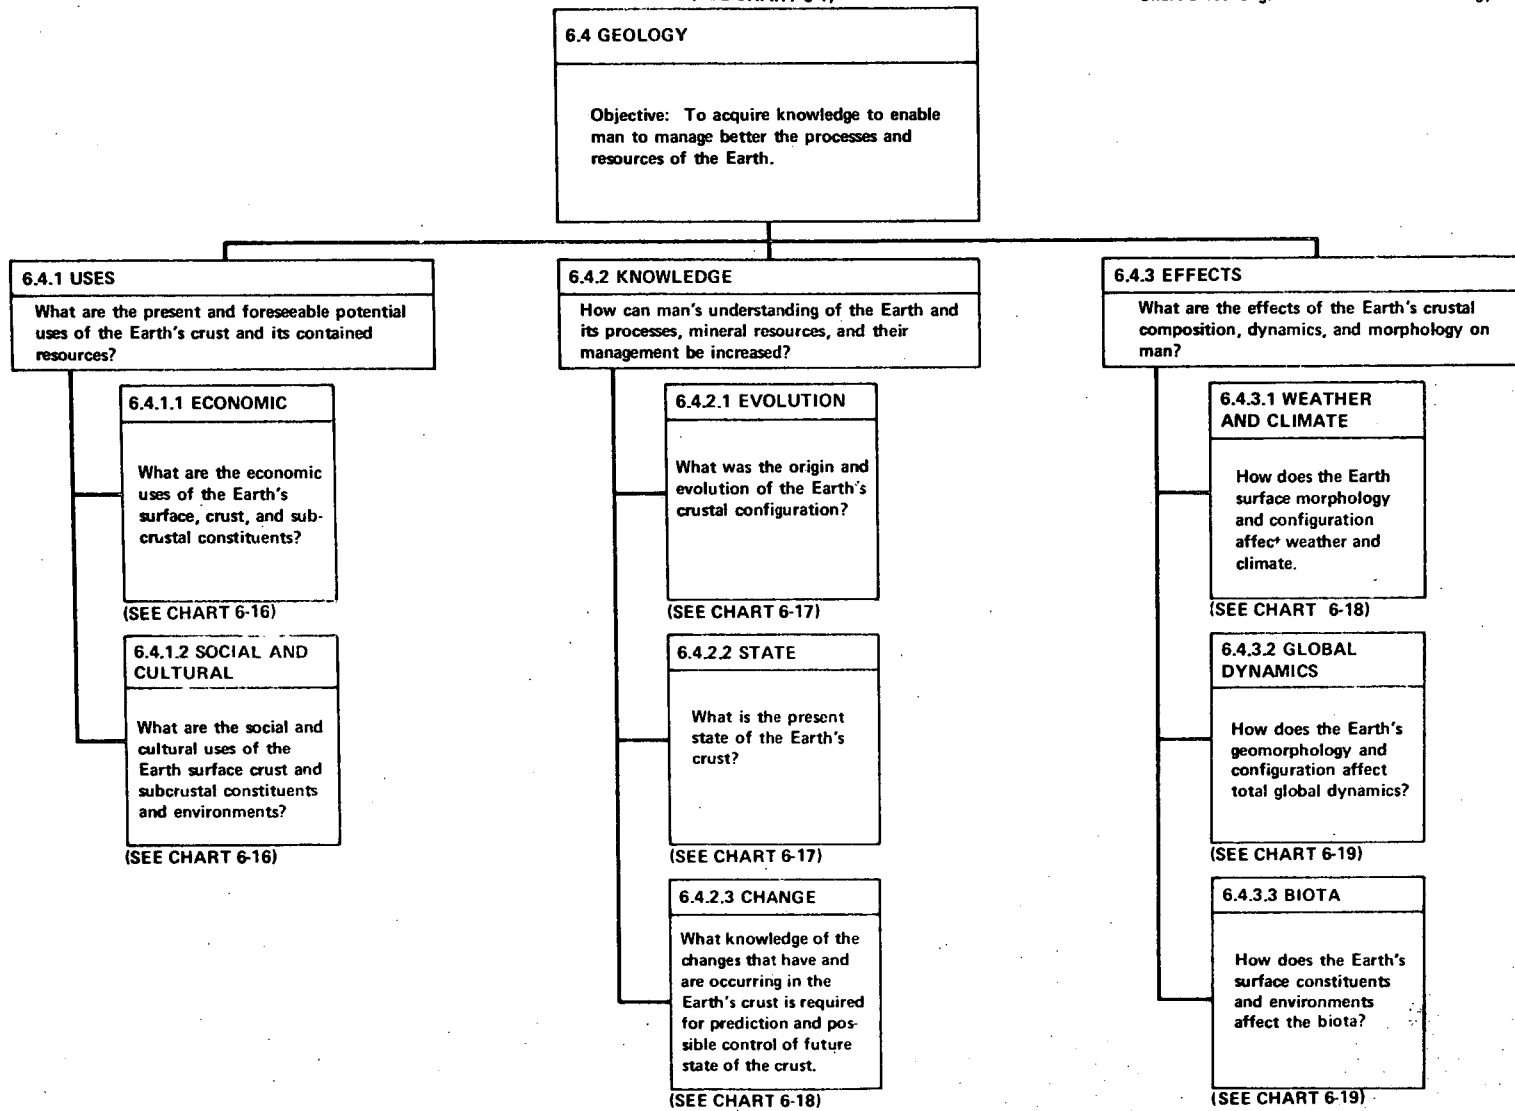 6.4 GEOLOGY
Objective: To acquire knowledge to enable
man to manage better the processes and
resources of the Earth.
6.4.1 USES
What are the present and foreseeable potential
uses of the Earth's crust and its contained
resources?
6.4.1.1 ECONOMIC
What are the economic
uses of the Earth's
surface, crust, and sub-
crustal constituents?
(SEE CHART 6-16)
6.4.1.2 SOCIAL AND
CULTURAL
What are the social and
cultural uses of the
Earth surface crust and
subcrustal constituents
and environments?
(SEE CHART 6-16)
6.4.2 KNOWLEDGE
How can man's understanding of the Earth and
its processes, mineral resources, and their
management be increased?
6.4.2.1 EVOLUTION
What was the origin and
evolution of the Earth's
crustal configuration?
(SEE CHART 6-17)
6.4.2.2 STATE
What is the present
state of the Earth's
crust?
(SEE CHART 6-17)
6.4.2.3 CHANGE
What knowledge of the
changes that have and
are occurring in the
Earth's crust is required
for prediction and pos-
sible control of future
state of the crust.
(SEE CHART 6-18)
6.4.3 EFFECTS
What are the effects of the Earth's crustal
composition, dynamics, and morphology on
man?
6.4.3.1 WEATHER
AND CLIMATE
How does the Earth
surface morphology
and configuration
affect weather and
climate.
(SEE CHART 6-18)
6.4.3.2 GLOBAL
DYNAMICS
How does the Earth's
geomorphology and
configuration affect
total global dynamics?
(SEE CHART 6-19)
6.4.3.3 BIOTA
How does the Earth's
surface constituents
and environments
affect the biota?
(SEE CHART 6-19)